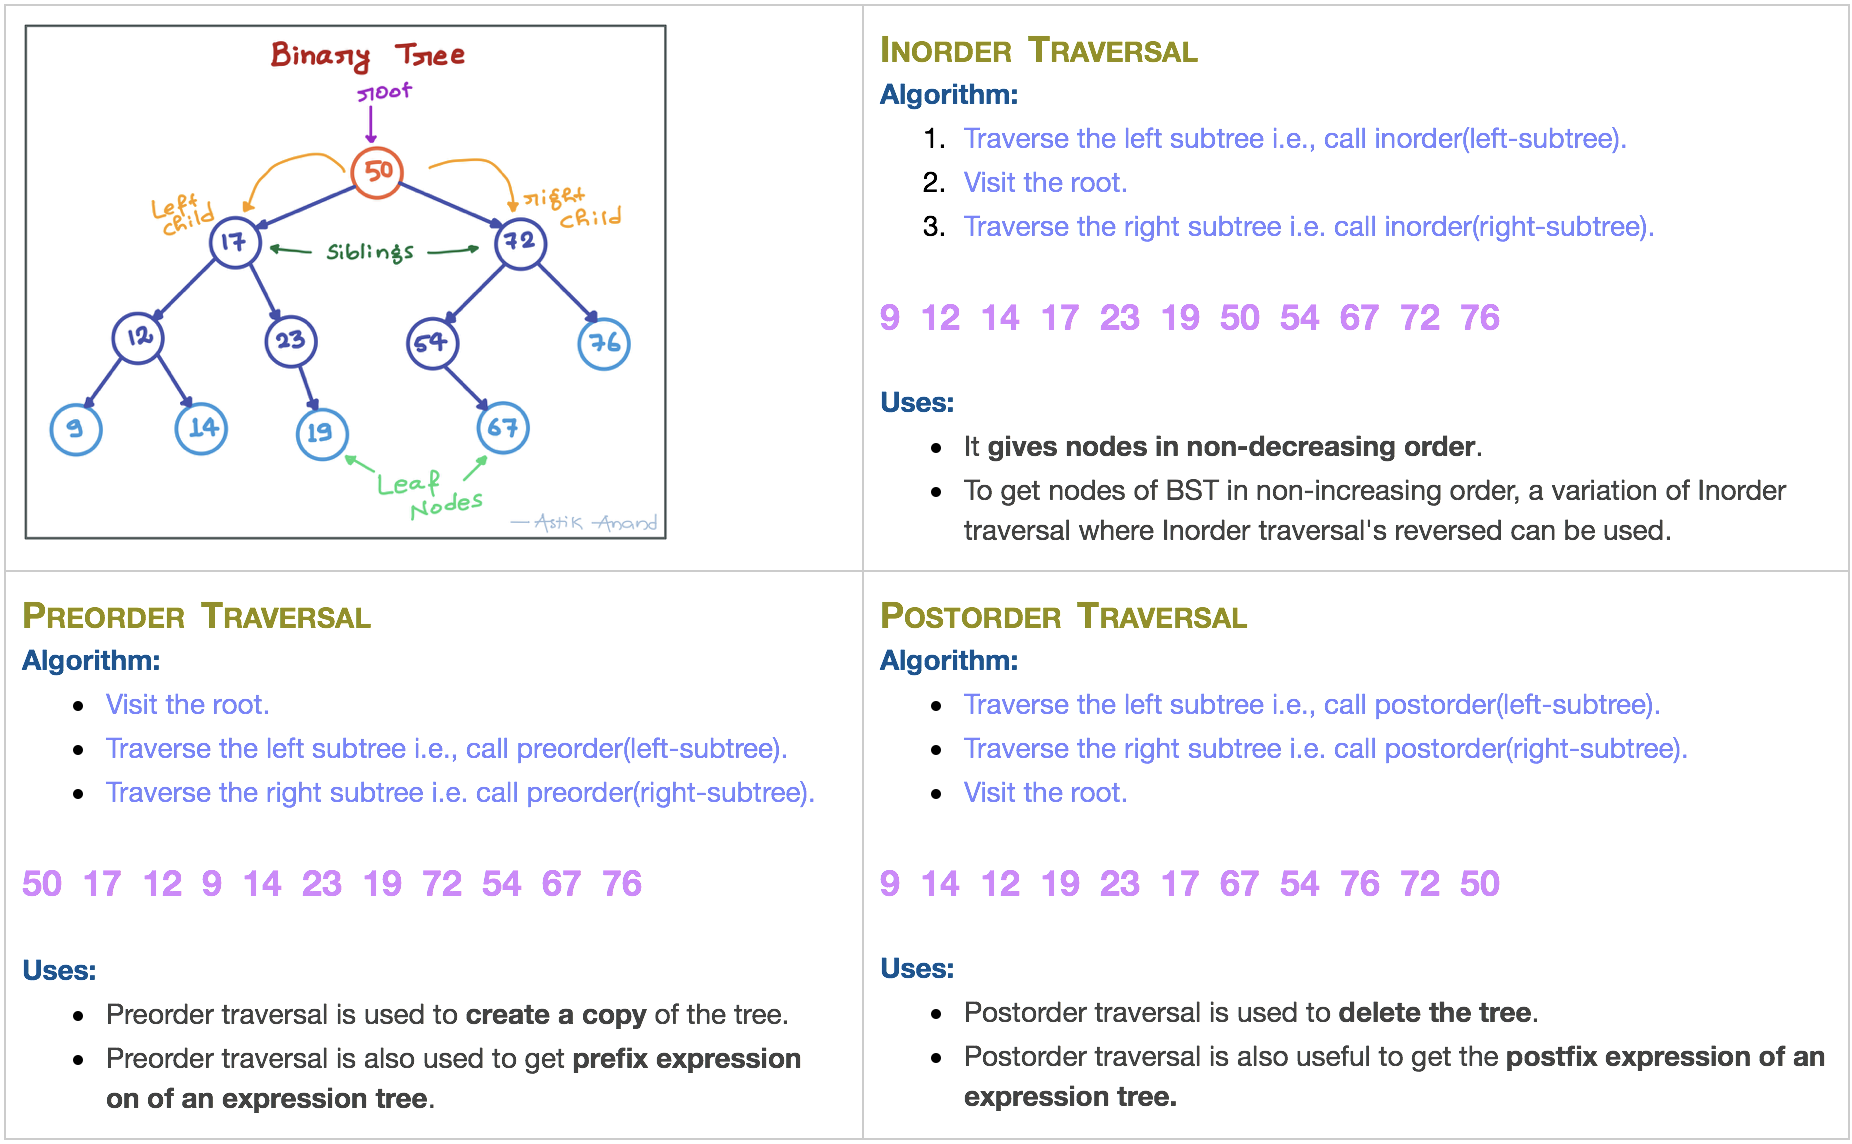 Binary Tree
root
50
Left child
right child
17
Siblings
72
12
23
54
76
9
14
19
67
Leaf Nodes
— Astik Anand
INORDER TRAVERSAL
Algorithm:
1. Traverse the left subtree i.e., call inorder(left-subtree).
2. Visit the root.
3. Traverse the right subtree i.e. call inorder(right-subtree).
9 12 14 17 23 19 50 54 67 72 76
Uses:
• It gives nodes in non-decreasing order.
• To get nodes of BST in non-increasing order, a variation of Inorder
traversal where Inorder traversal's reversed can be used.
PREORDER TRAVERSAL
Algorithm:
• Visit the root.
• Traverse the left subtree i.e., call preorder(left-subtree).
• Traverse the right subtree i.e. call preorder(right-subtree).
50 17 12 9 14 23 19 72 54 67 76
Uses:
• Preorder traversal is used to create a copy of the tree.
• Preorder traversal is also used to get prefix expression
on of an expression tree.
POSTORDER TRAVERSAL
Algorithm:
• Traverse the left subtree i.e., call postorder(left-subtree).
• Traverse the right subtree i.e. call postorder(right-subtree).
• Visit the root.
9 14 12 19 23 17 67 54 76 72 50
Uses:
• Postorder traversal is used to delete the tree.
• Postorder traversal is also useful to get the postfix expression of an
expression tree.